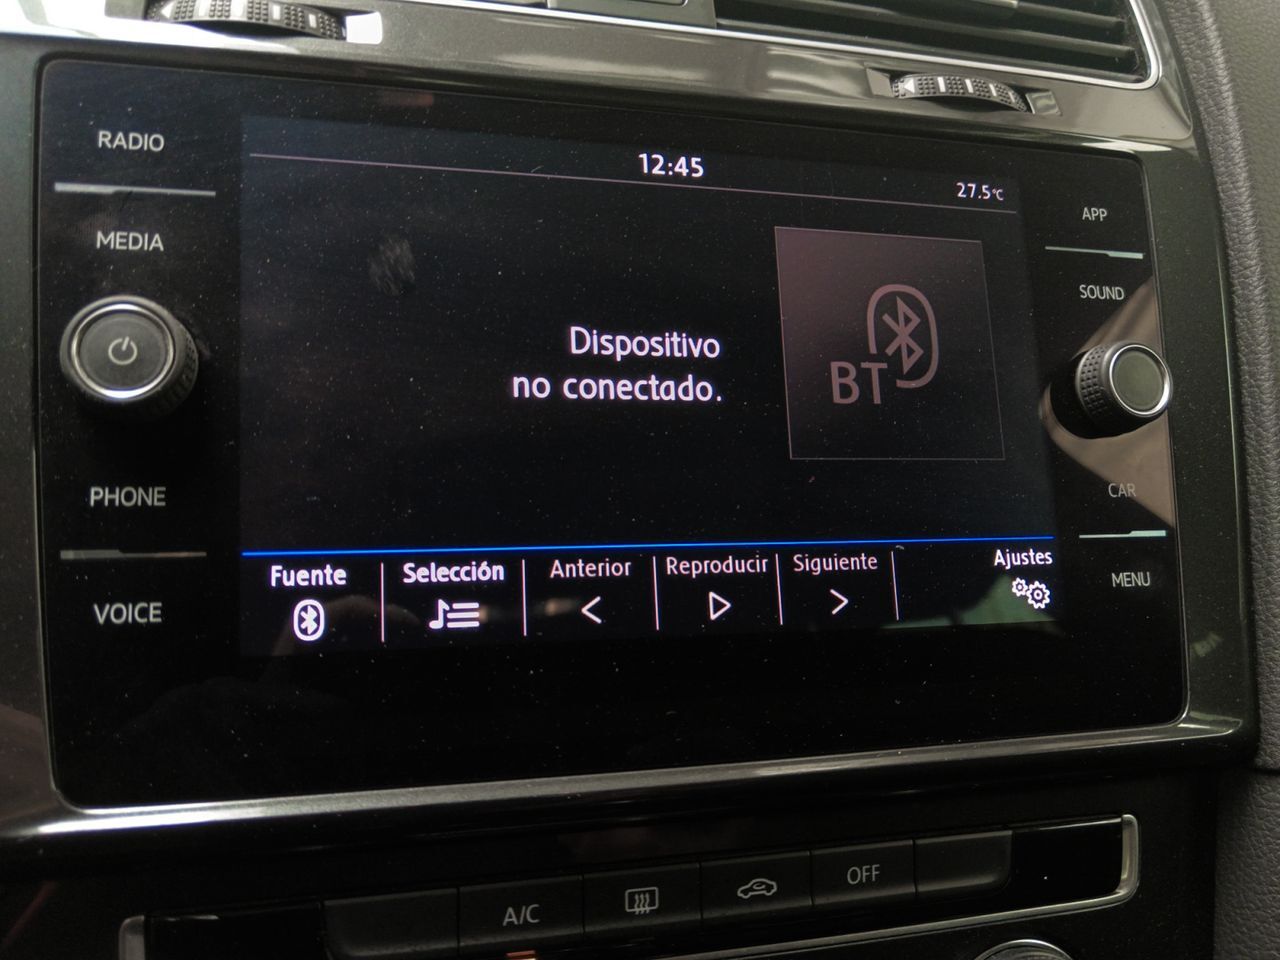 RADIO
MEDIA
PHONE
VOICE
12:45
27.5°C
Dispositivo
no conectado.
BT
Fuente
Selección
Anterior
Reproducir
Siguiente
Ajustes
APP
SOUND
CAR
MENU
A/C
OFF